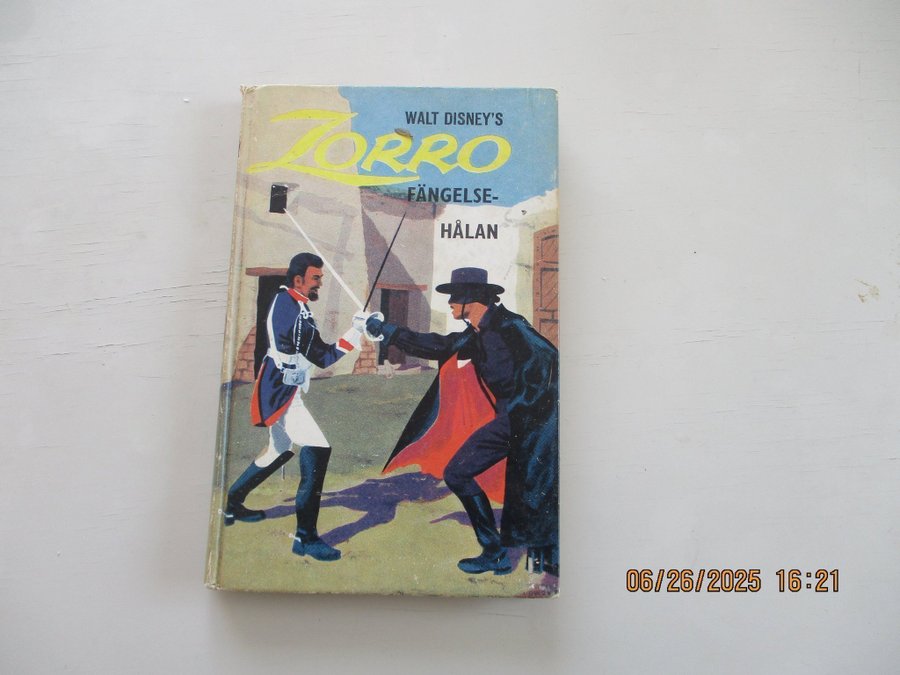 WALT DISNEY'S
ZORRO
FÄNGELSE-
HÅLAN
06/26/2025 16:21